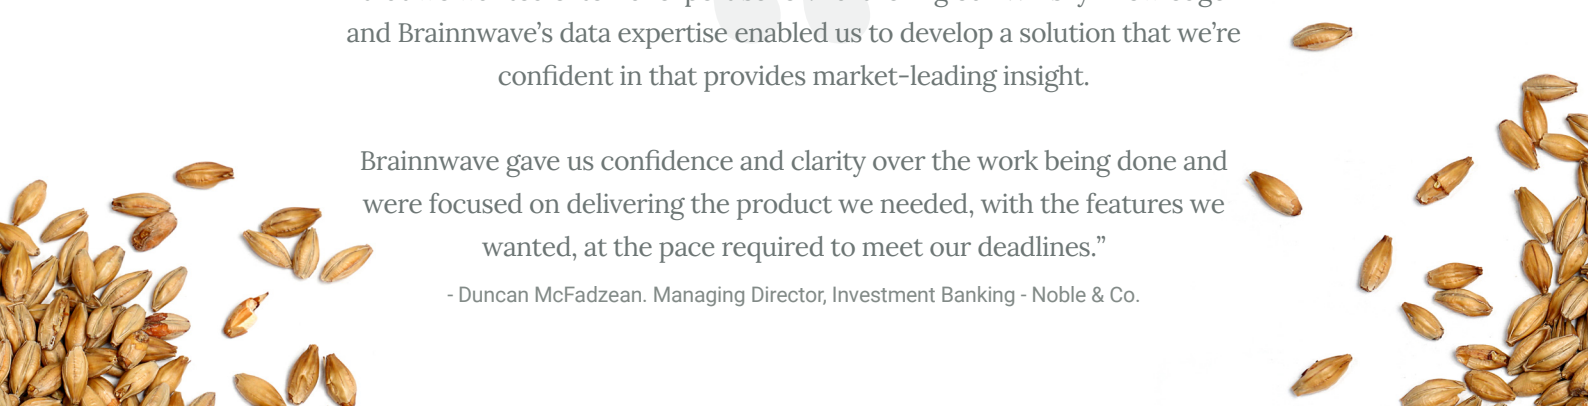 and Brainnwave’s data expertise enabled us to develop a solution that we’re
confident in that provides market-leading insight.
Brainnwave gave us confidence and clarity over the work being done and
were focused on delivering the product we needed, with the features we
wanted, at the pace required to meet our deadlines.”
- Duncan McFadzean. Managing Director, Investment Banking - Noble & Co.